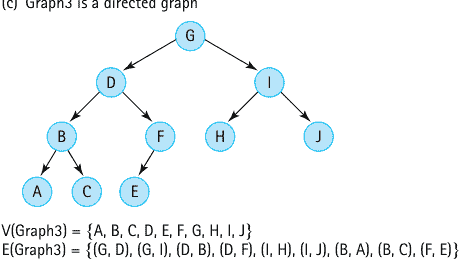 (c) Graph3 is a directed graph
G
D I
B F H J
A C E
V(Graph3) = {A, B, C, D, E, F, G, H, I, J}
E(Graph3) = {(G, D), (G, I), (D, B), (D, F), (I, H), (I, J), (B, A), (B, C), (F, E)}